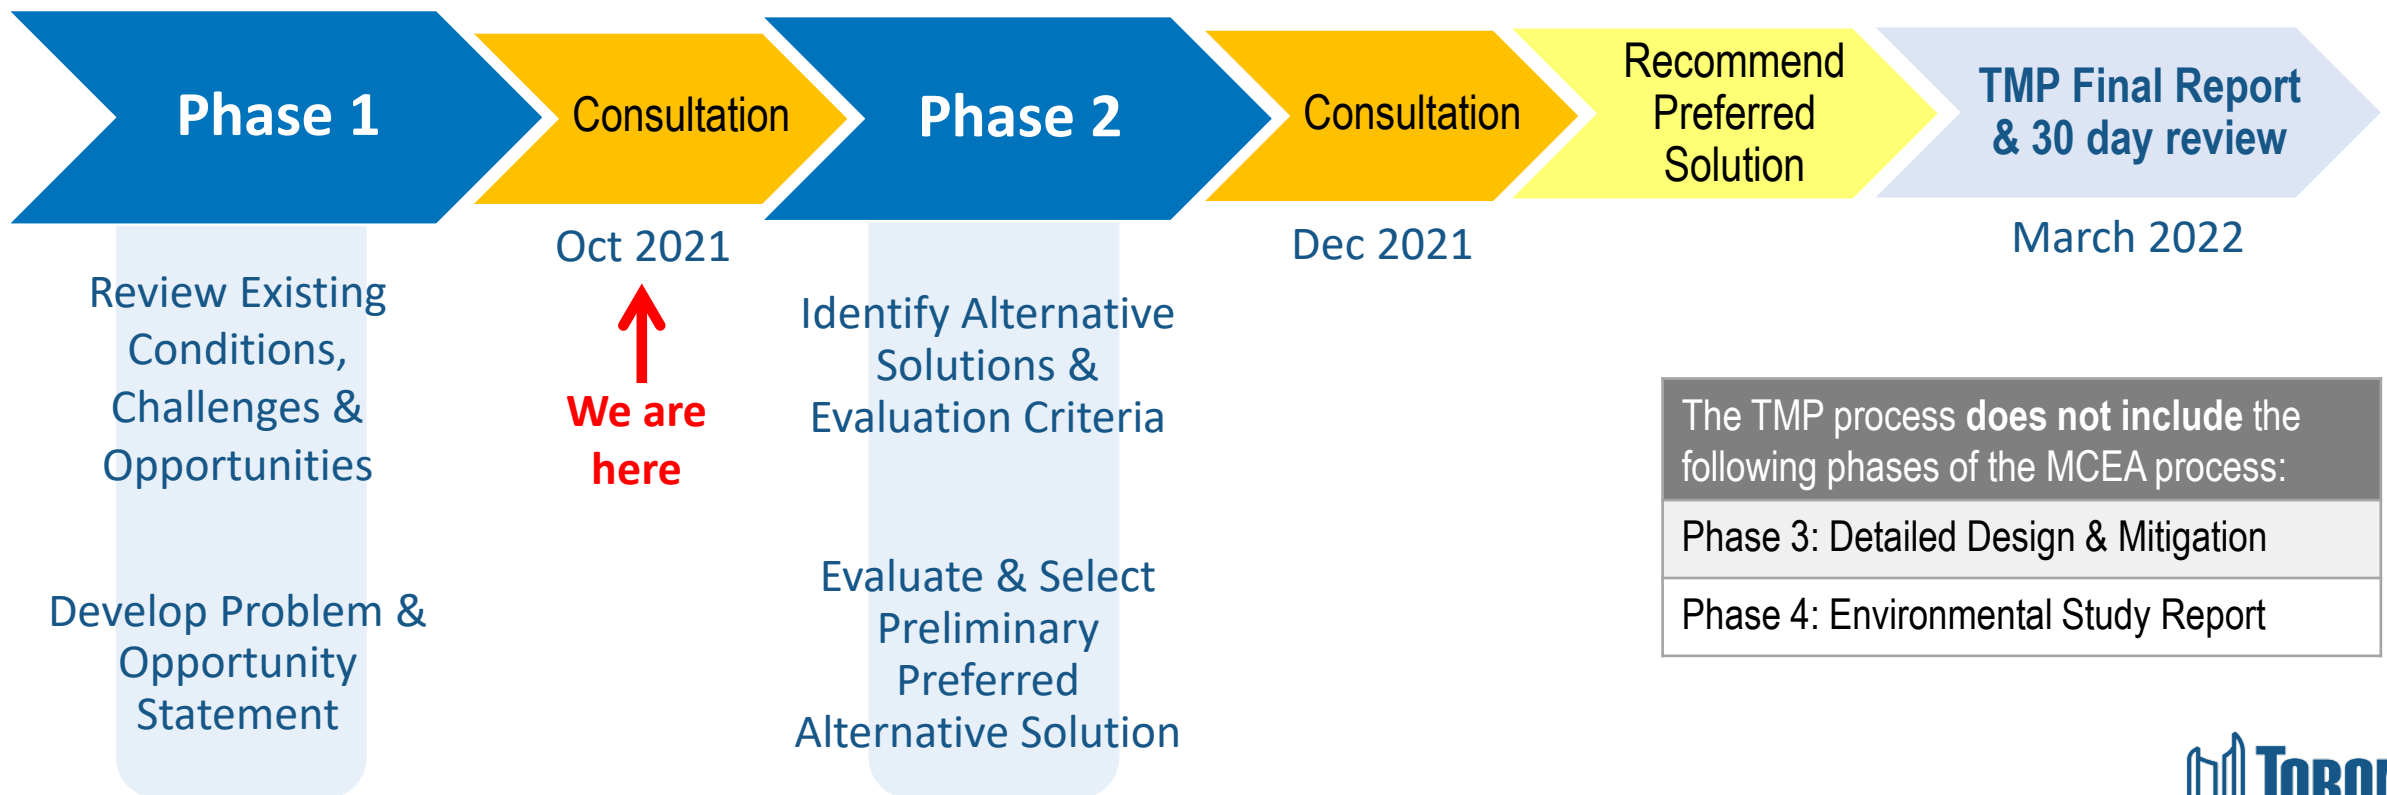 Phase 1
Consultation
Phase 2
Consultation
Recommend
Preferred
Solution
TMP Final Report
& 30 day review
Oct 2021
Dec 2021
March 2022
We are
here
Review Existing
Conditions,
Challenges &
Opportunities
Develop Problem &
Opportunity
Statement
Identify Alternative
Solutions &
Evaluation Criteria
Evaluate & Select
Preliminary
Preferred
Alternative Solution
The TMP process does not include the
following phases of the MCEA process:
Phase 3: Detailed Design & Mitigation
Phase 4: Environmental Study Report